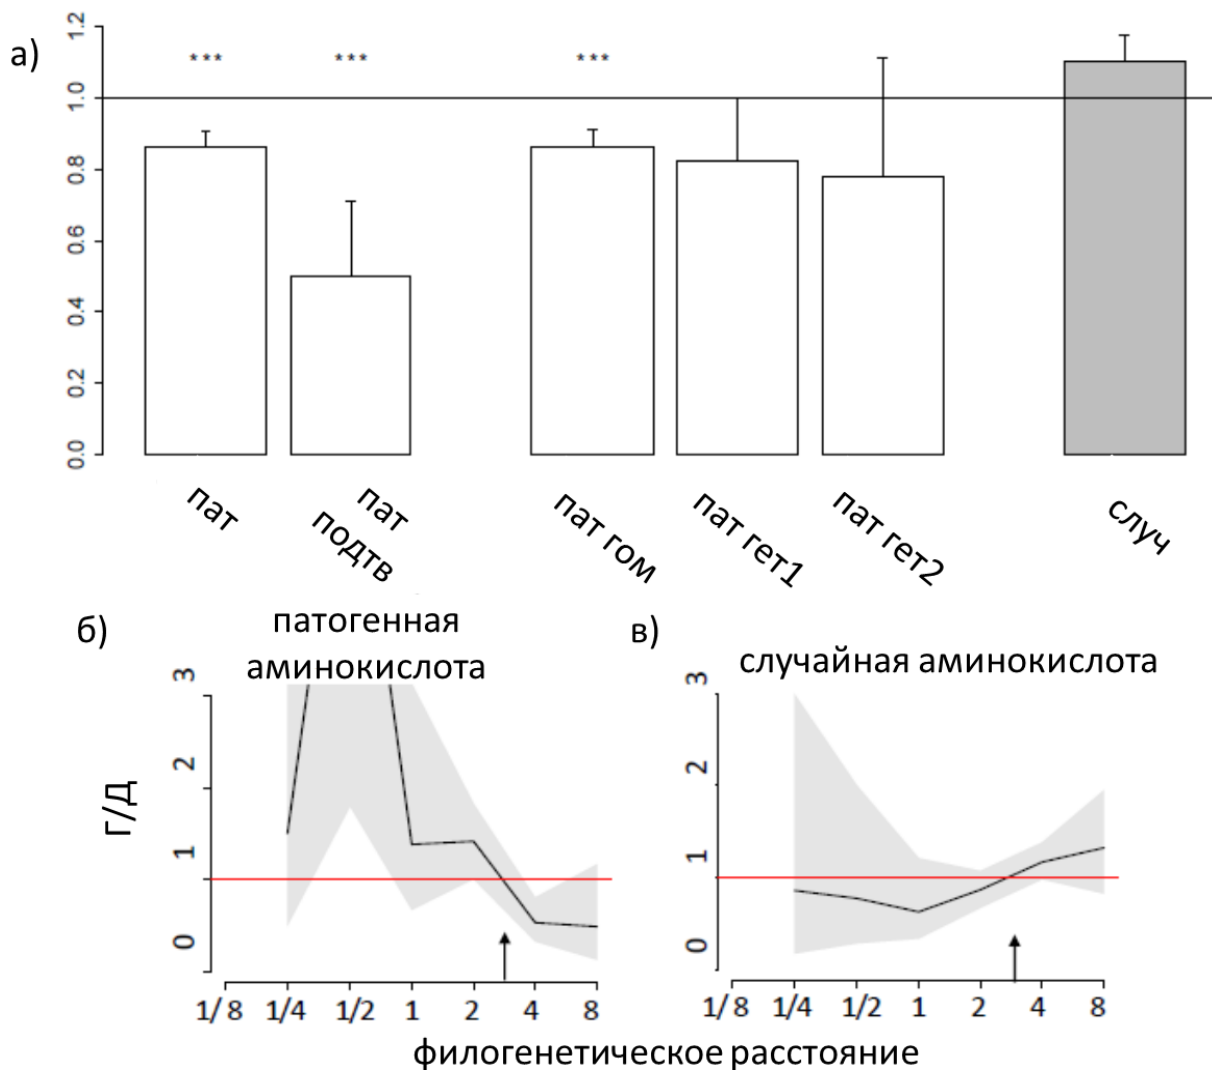 а)
1.2
1.0
0.8
0.6
0.4
0.2
0.0
*** *** ***
пат
пат
подтв
пат гом
пат гет1
пат гет2
случ
б)
патогенная
аминокислота
Г/Д
3
2
1
0
1/8 1/4 1/2 1 2 4 8
в)
случайная аминокислота
3
2
1
0
1/8 1/4 1/2 1 2 4 8
филогенетическое расстояние